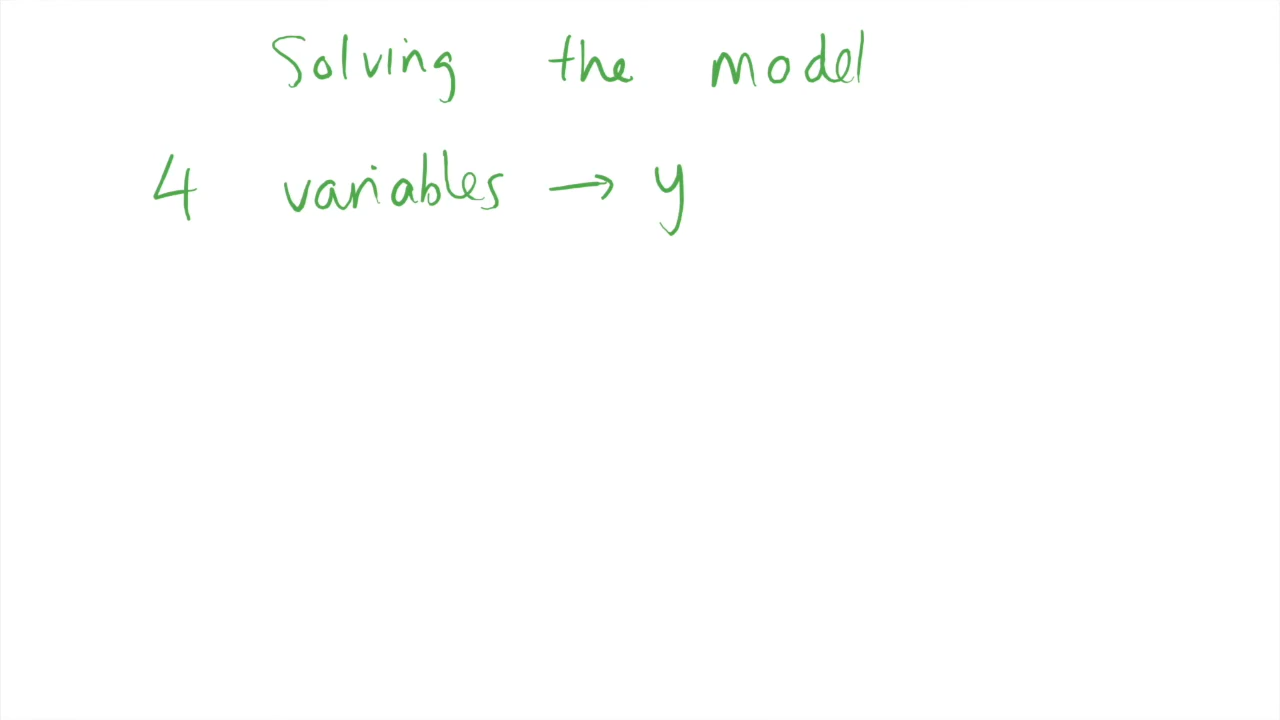 Solving the model
4 variables → y